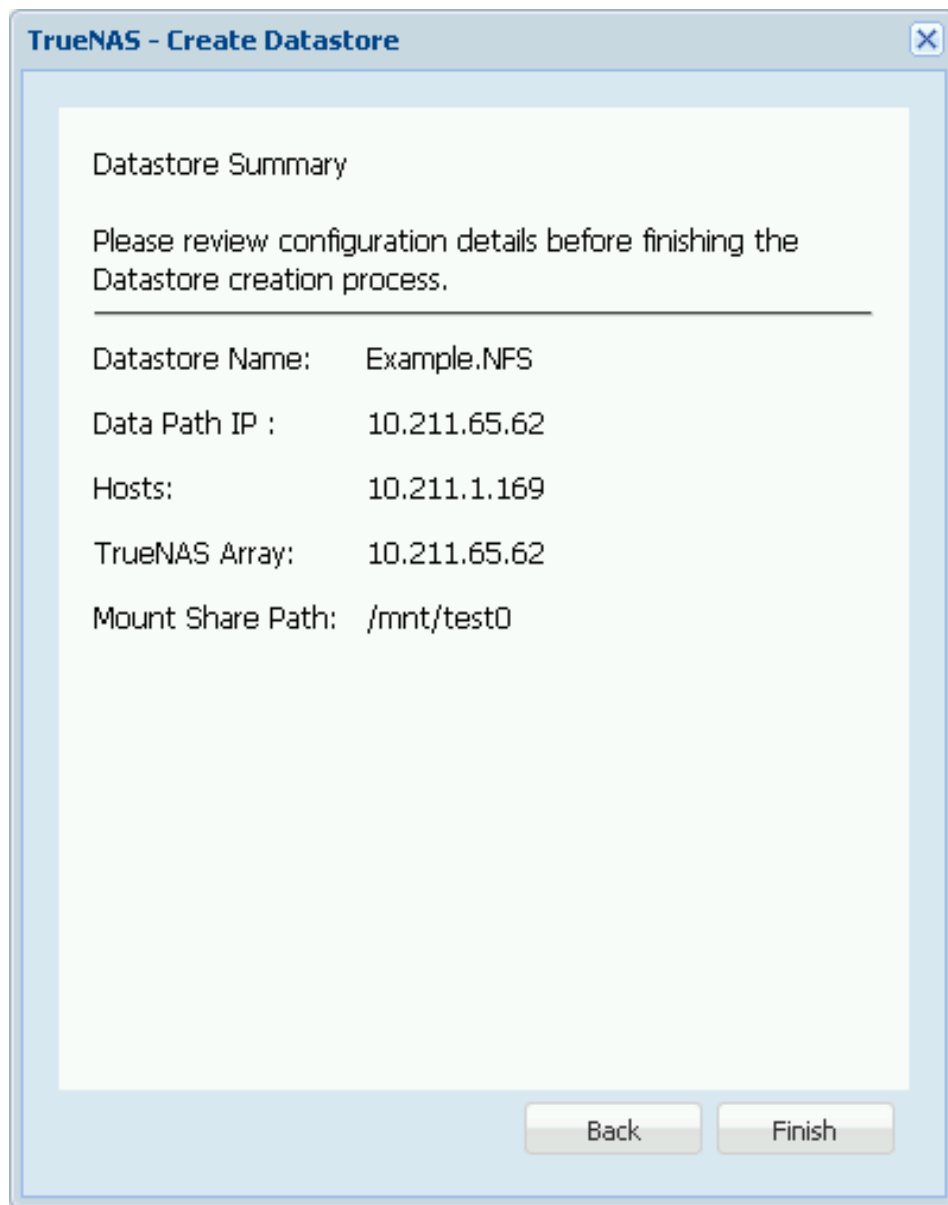 TrueNAS - Create Datastore
Datastore Summary
Please review configuration details before finishing the
Datastore creation process.
Datastore Name: Example.NFS
Data Path IP : 10.211.65.62
Hosts: 10.211.1.169
TrueNAS Array: 10.211.65.62
Mount Share Path: /mnt/test0
Back Finish